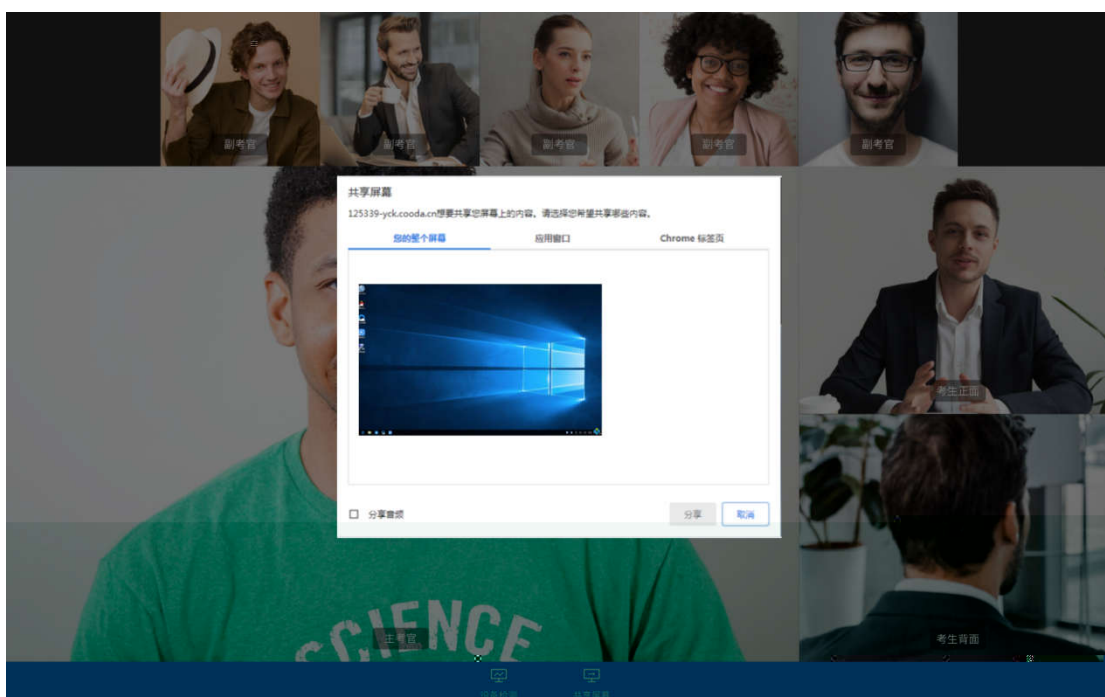 副考官
副考官
副考官
副考官
副考官
共享屏幕
125339-yck.cooda.cn想要共享您屏幕上的内容。请选择您希望共享哪些内容。
您的整个屏幕
应用窗口
Chrome 标签页
考生正面
分享音频
分享
取消
SCIENCE
主考官
考生背面
设备检测
共享屏幕